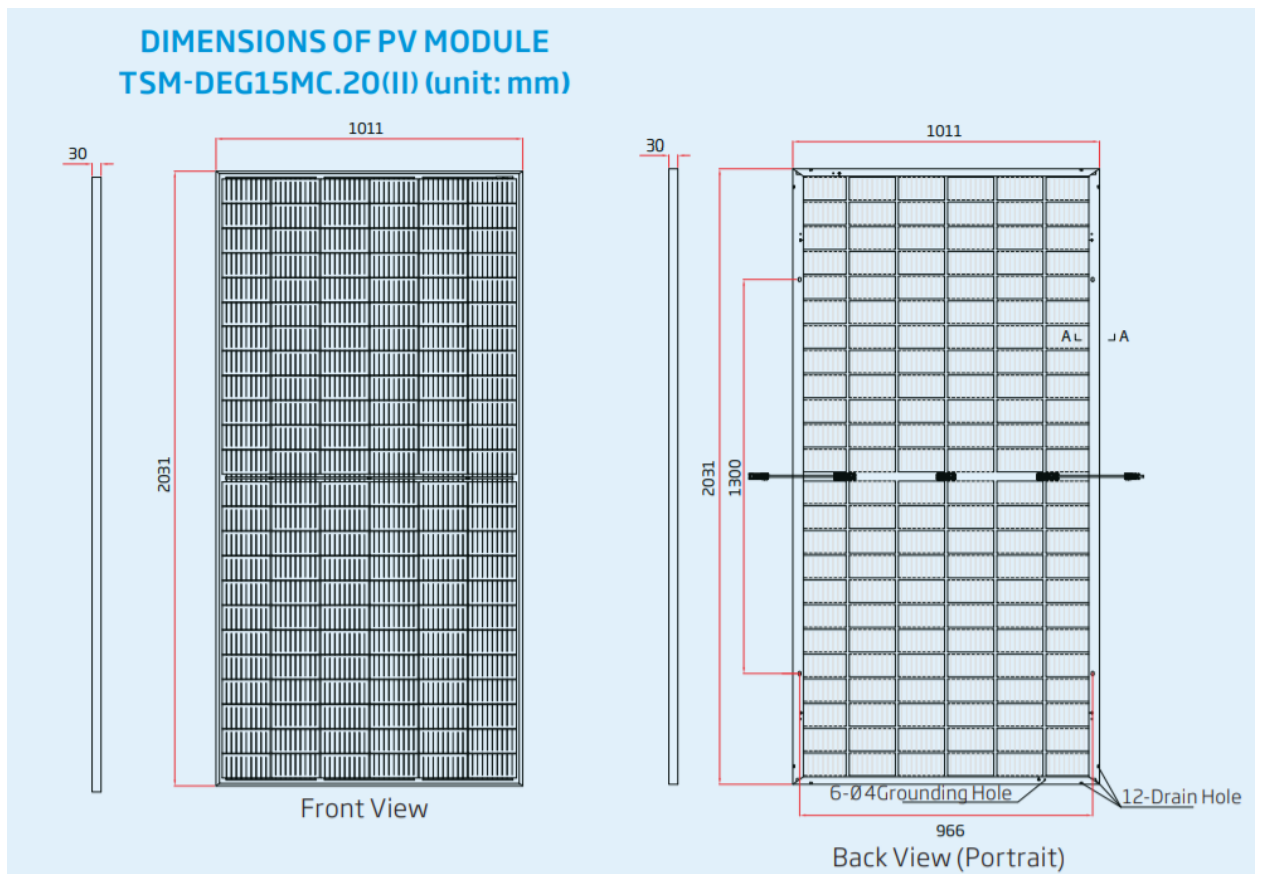 DIMENSIONS OF PV MODULE
TSM-DEG15MC.20(II) (unit: mm)
1011
30
2031
Front View
1011
30
A A
2031
1300
6-Ø4Grounding Hole
12-Drain Hole
966
Back View (Portrait)